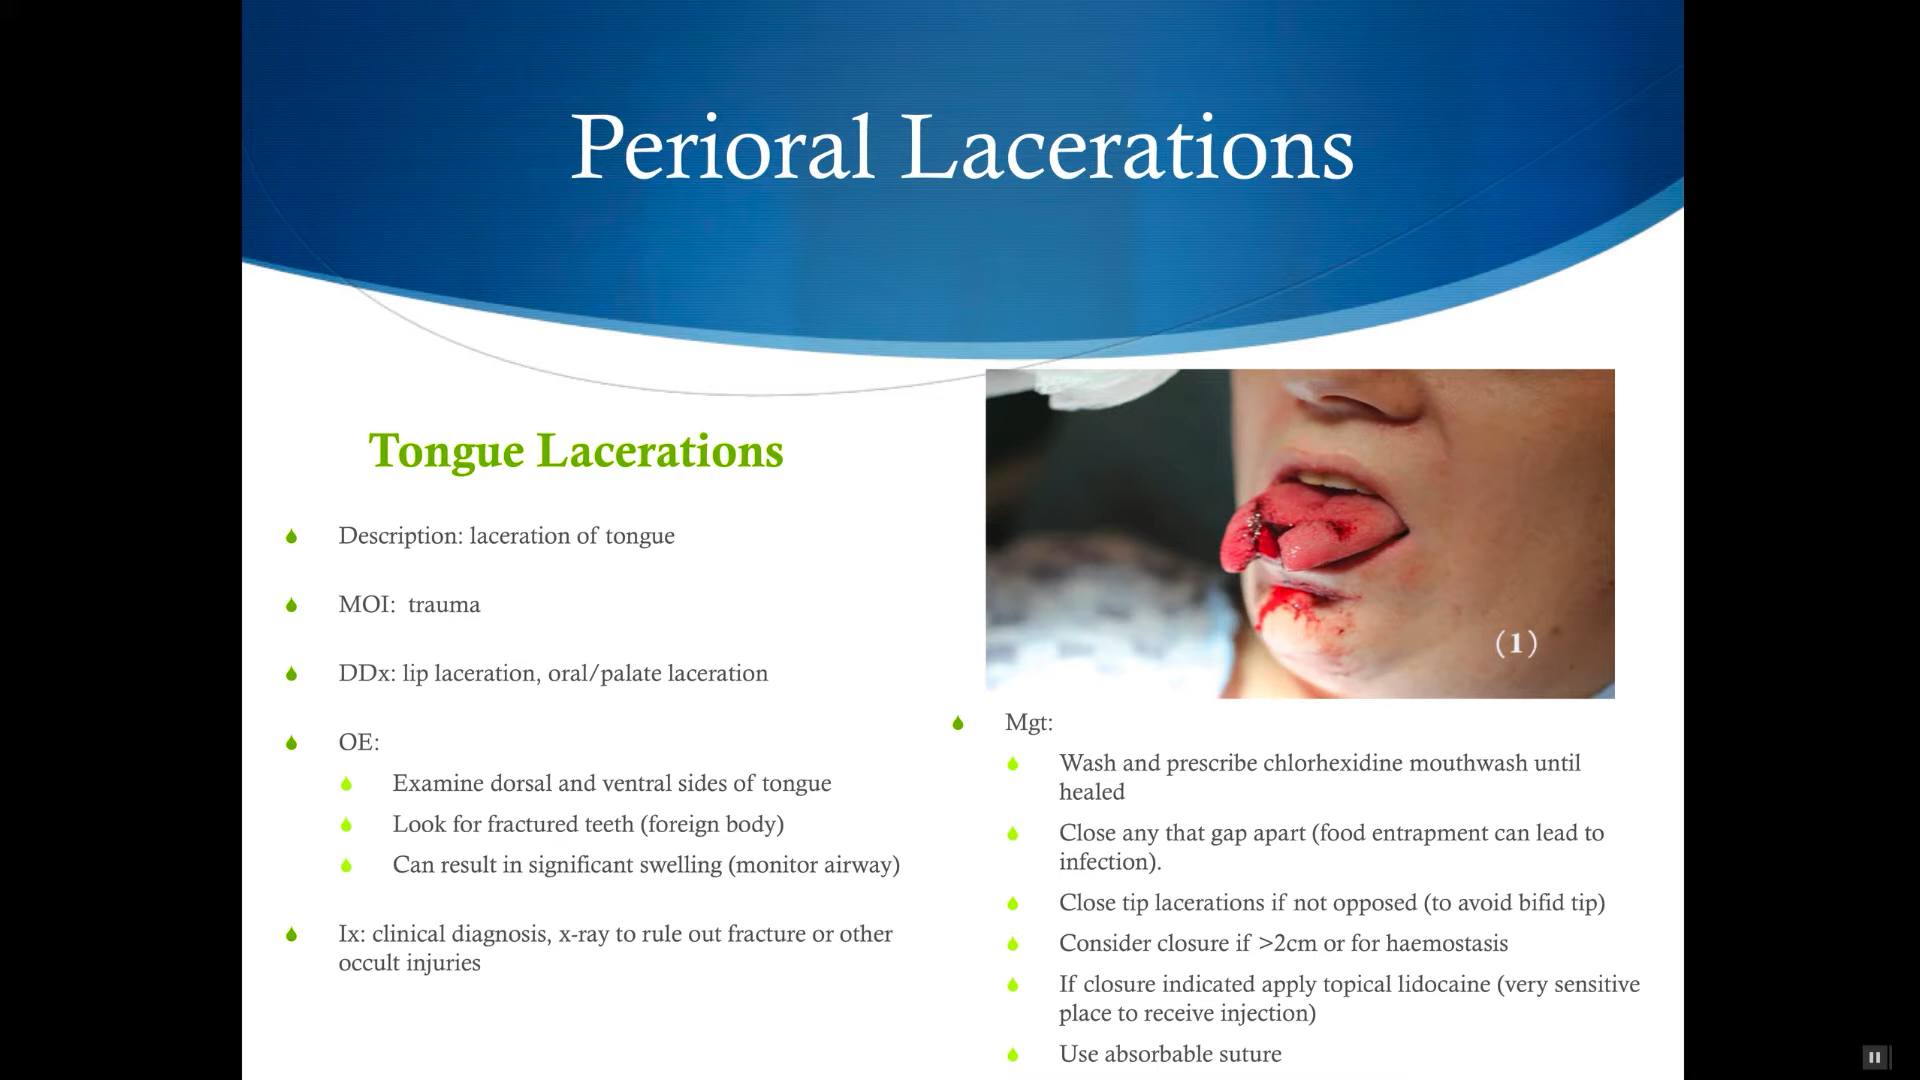 Perioral Lacerations
Tongue Lacerations
Description: laceration of tongue
MOI: trauma
DDx: lip laceration, oral/palate laceration
OE:
Examine dorsal and ventral sides of tongue
Look for fractured teeth (foreign body)
Can result in significant swelling (monitor airway)
Ix: clinical diagnosis, x-ray to rule out fracture or other
occult injuries
(1)
Mgt:
Wash and prescribe chlorhexidine mouthwash until
healed
Close any that gap apart (food entrapment can lead to
infection).
Close tip lacerations if not opposed (to avoid bifid tip)
Consider closure if >2cm or for haemostasis
If closure indicated apply topical lidocaine (very sensitive
place to receive injection)
Use absorbable suture